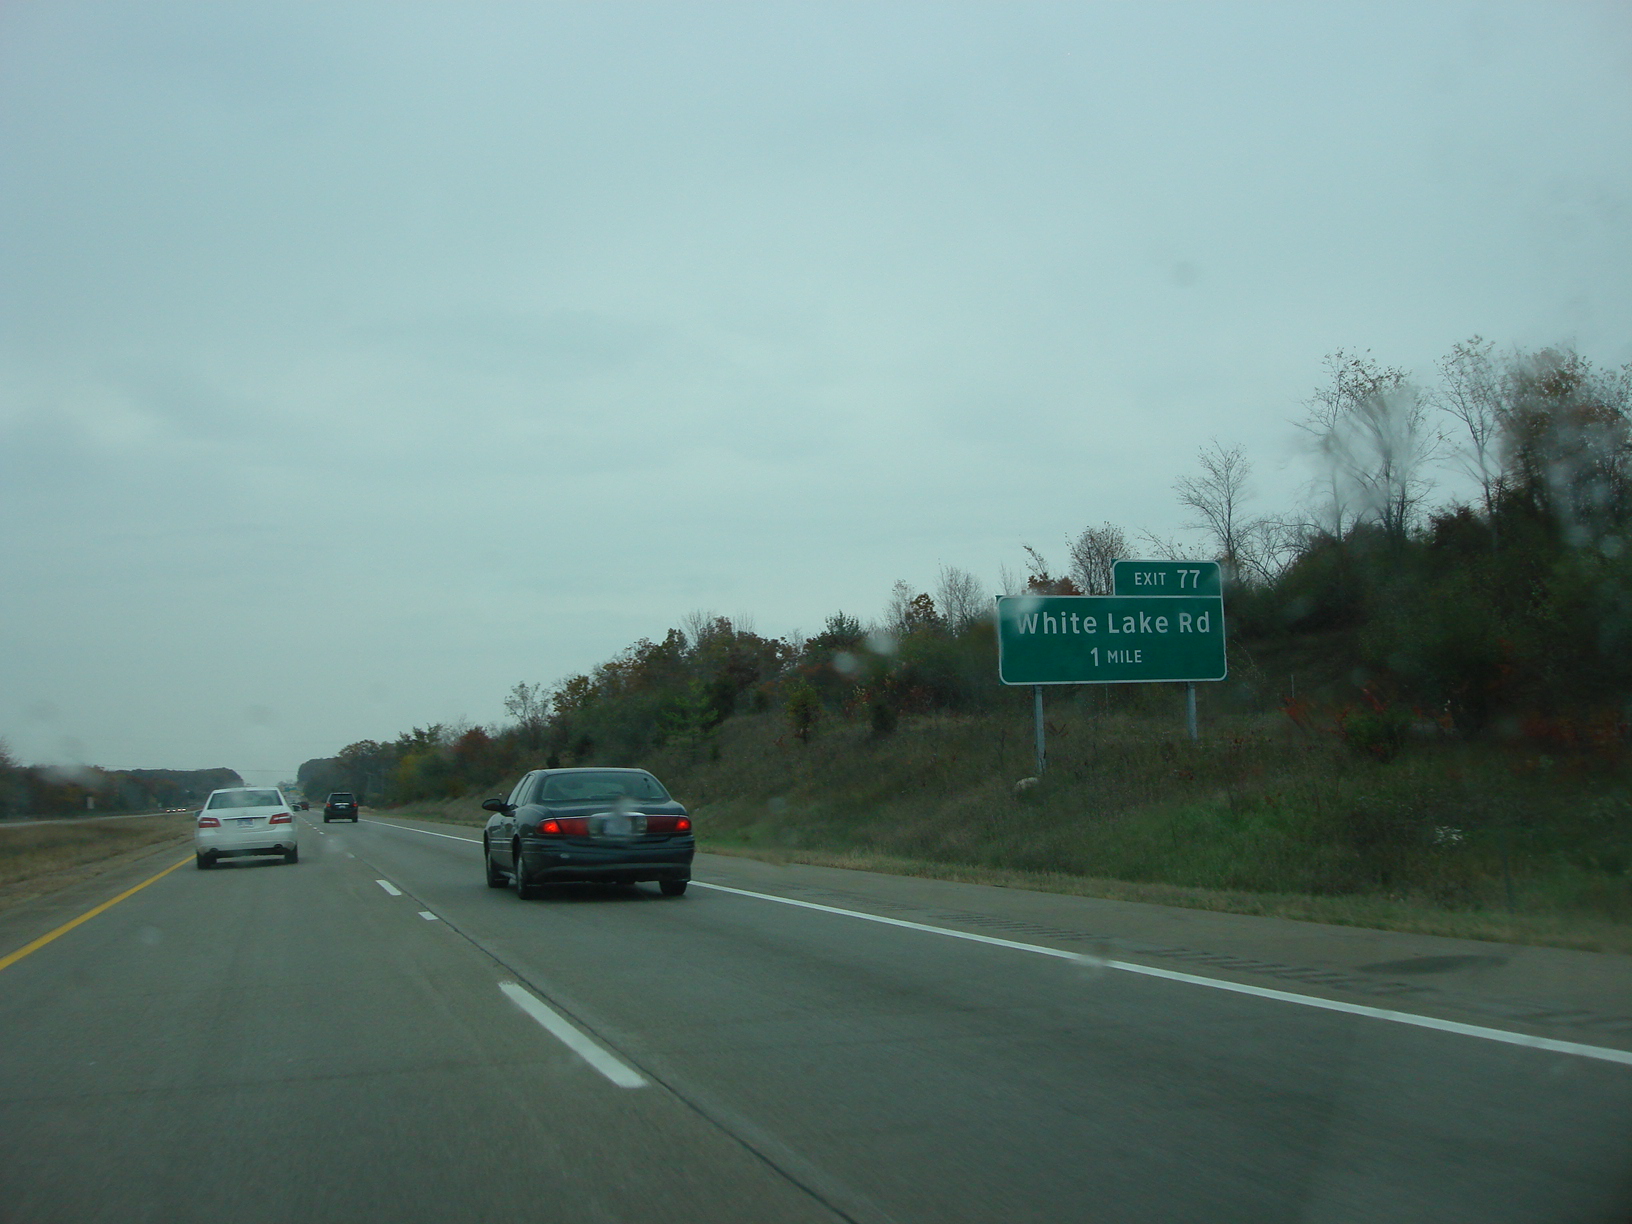 EXIT 77
White Lake Rd
1 MILE